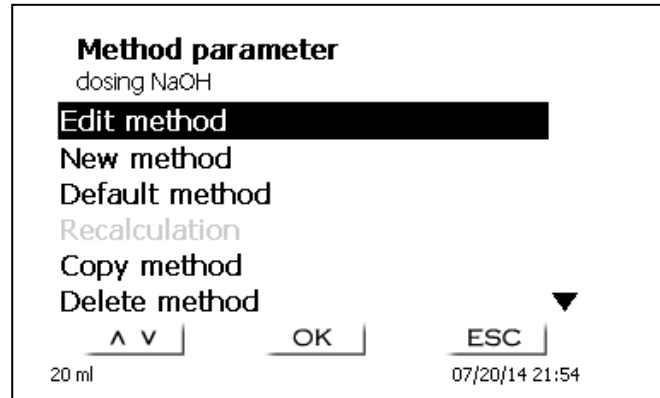 Method parameter
dosing NaOH
Edit method
New method
Default method
Recalculation
Copy method
Delete method
∧ ∨ OK ESC
20 ml 07/20/14 21:54